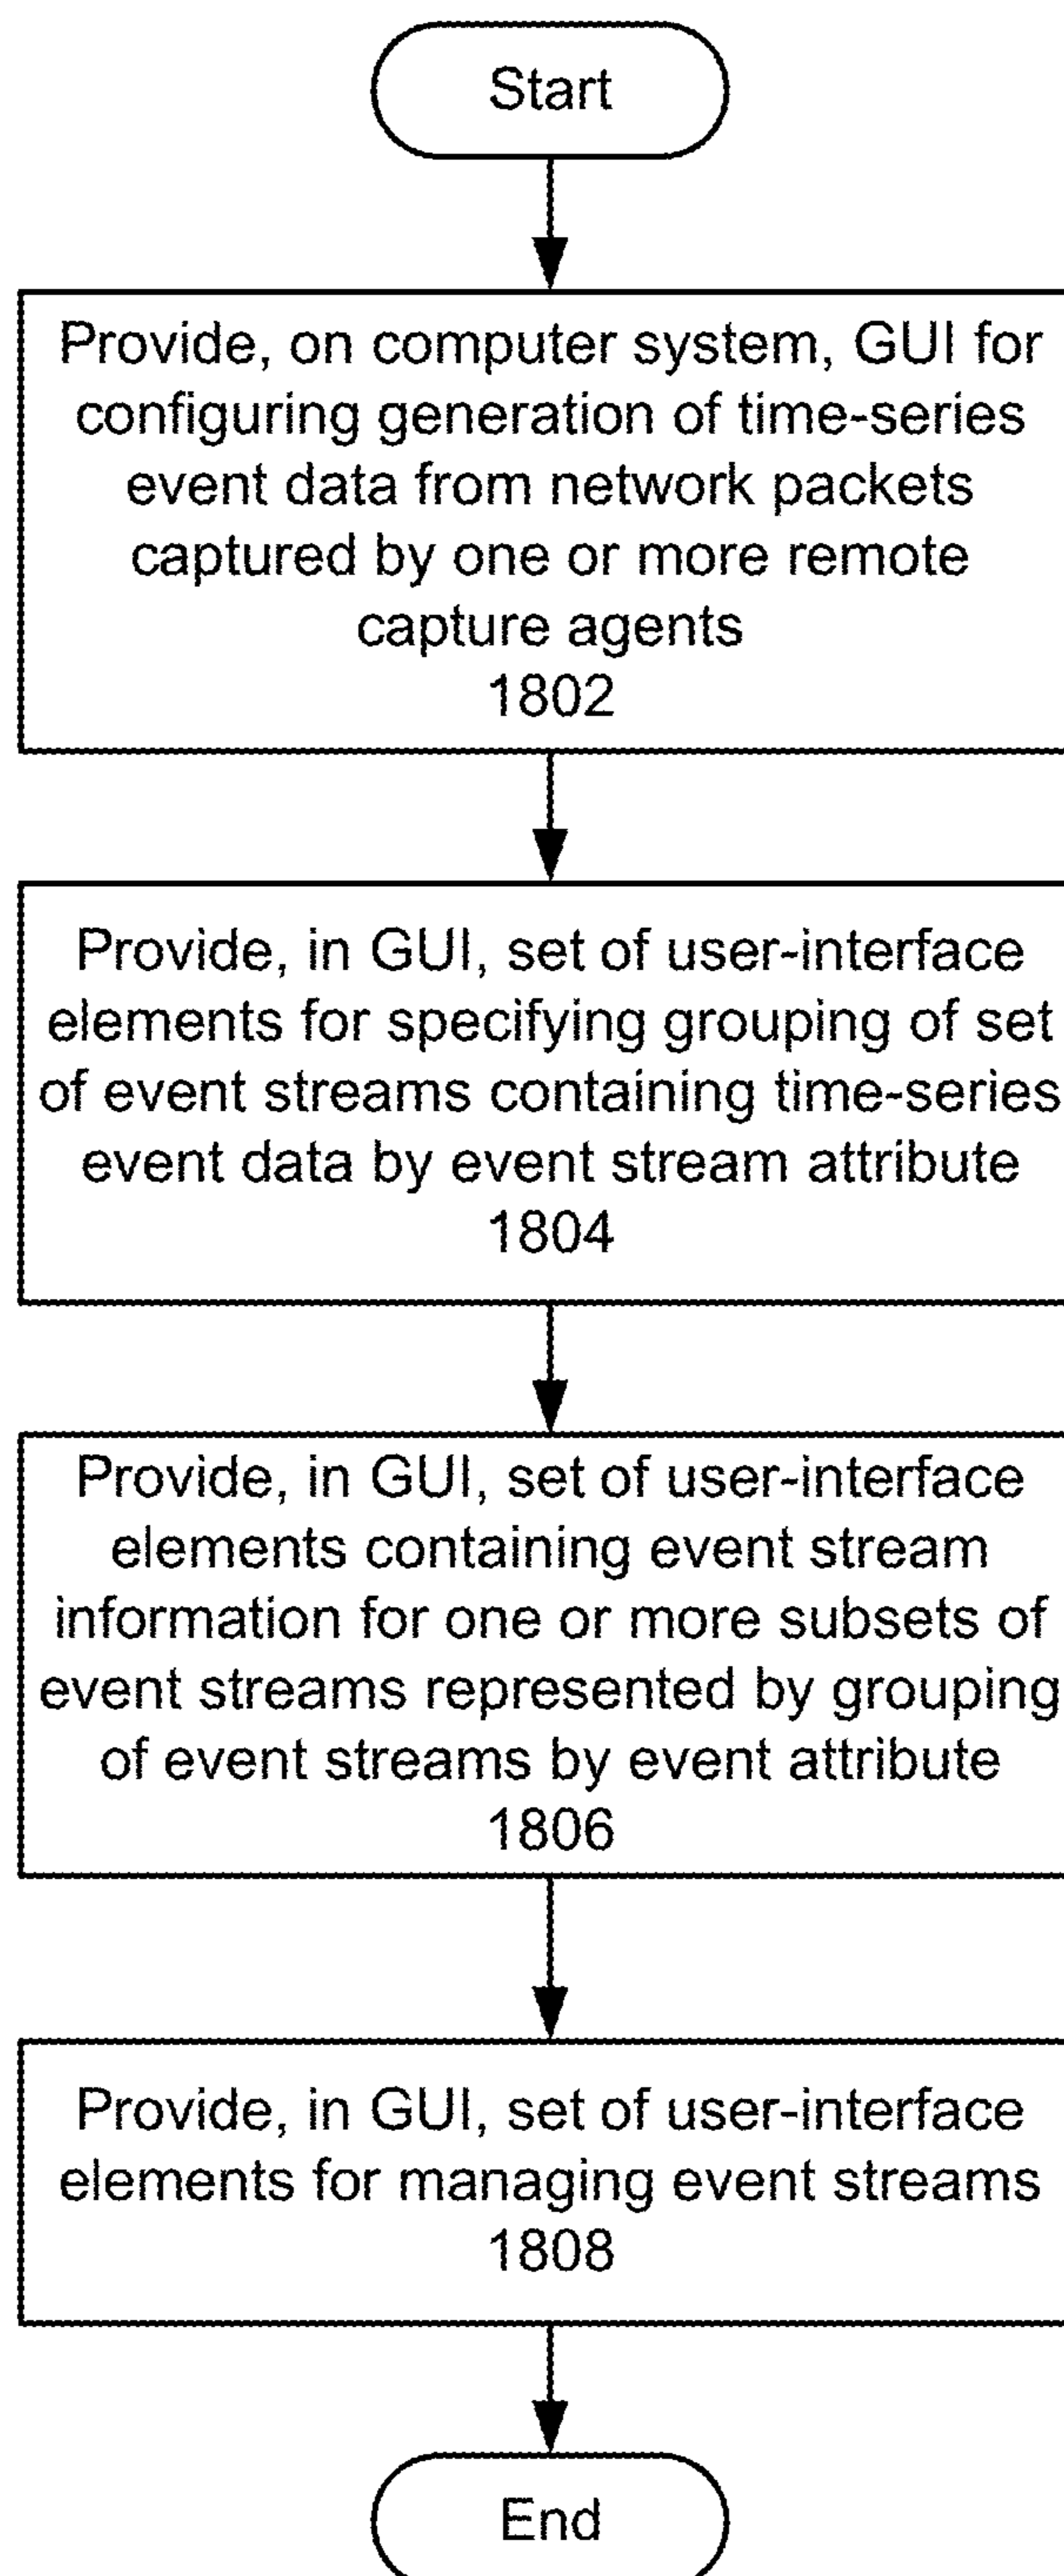 Start
Provide, on computer system, GUI for
configuring generation of time-series
event data from network packets
captured by one or more remote
capture agents
1802
Provide, in GUI, set of user-interface
elements for specifying grouping of set
of event streams containing time-series
event data by event stream attribute
1804
Provide, in GUI, set of user-interface
elements containing event stream
information for one or more subsets of
event streams represented by grouping
of event streams by event attribute
1806
Provide, in GUI, set of user-interface
elements for managing event streams
1808
End